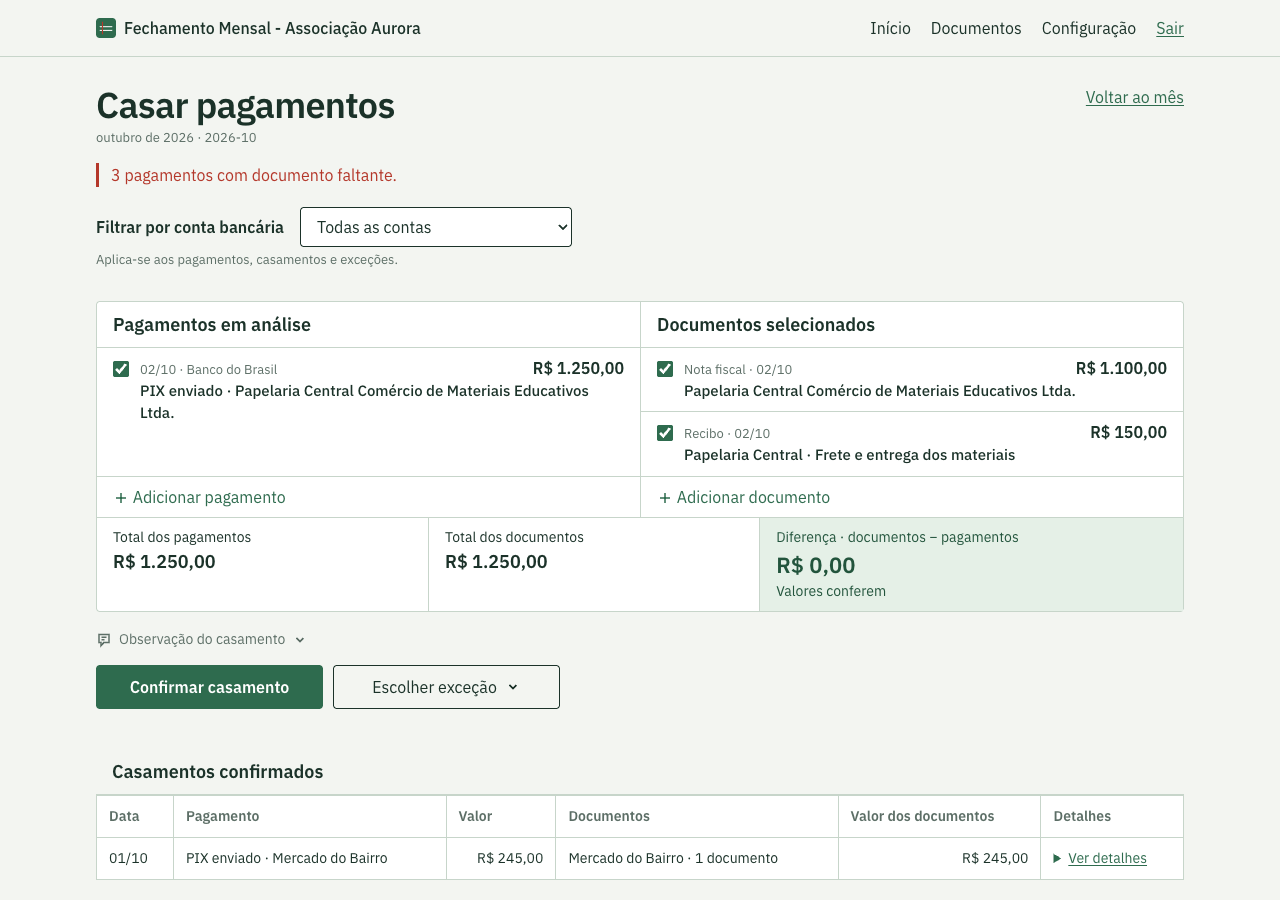 Fechamento Mensal - Associação Aurora
Início
Documentos
Configuração
Sair
Casar pagamentos
Voltar ao mês
outubro de 2026 · 2026-10
3 pagamentos com documento faltante.
Filtrar por conta bancária
Todas as contas
Aplica-se aos pagamentos, casamentos e exceções.
Pagamentos em análise
02/10 · Banco do Brasil
R$ 1.250,00
PIX enviado · Papelaria Central Comércio de Materiais Educativos
Ltda.
+ Adicionar pagamento
Documentos selecionados
Nota fiscal · 02/10
R$ 1.100,00
Papelaria Central Comércio de Materiais Educativos Ltda.
Recibo · 02/10
R$ 150,00
Papelaria Central · Frete e entrega dos materiais
+ Adicionar documento
Total dos pagamentos
R$ 1.250,00
Total dos documentos
R$ 1.250,00
Diferença · documentos – pagamentos
R$ 0,00
Valores conferem
Observação do casamento
Confirmar casamento
Escolher exceção
Casamentos confirmados
Data
Pagamento
Valor
Documentos
Valor dos documentos
Detalhes
01/10
PIX enviado · Mercado do Bairro
R$ 245,00
Mercado do Bairro · 1 documento
R$ 245,00
Ver detalhes